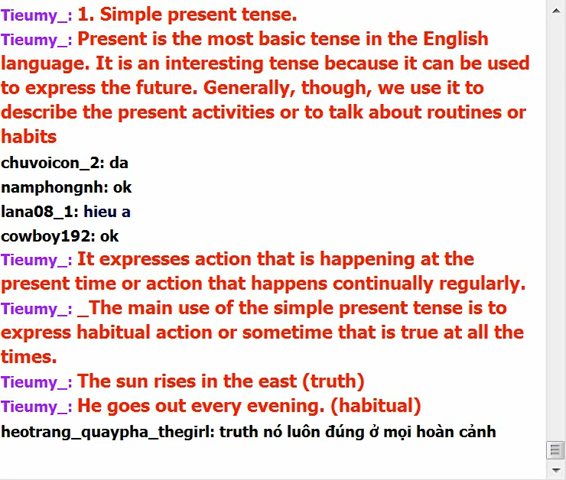 Tieumy_: 1. Simple present tense.
Tieumy_: Present is the most basic tense in the English
language. It is an interesting tense because it can be used
to express the future. Generally, though, we use it to
describe the present activities or to talk about routines or
habits
chuvoicon_2: da
namphongnh: ok
lana08_1: hieu a
cowboy192: ok
Tieumy_: It expresses action that is happening at the
present time or action that happens continually regularly.
Tieumy_: _The main use of the simple present tense is to
express habitual action or sometime that is true at all the
times.
Tieumy_: The sun rises in the east (truth)
Tieumy_: He goes out every evening. (habitual)
heotrang_quaypha_thegirl: truth nó luôn đúng ở mọi hoàn cảnh